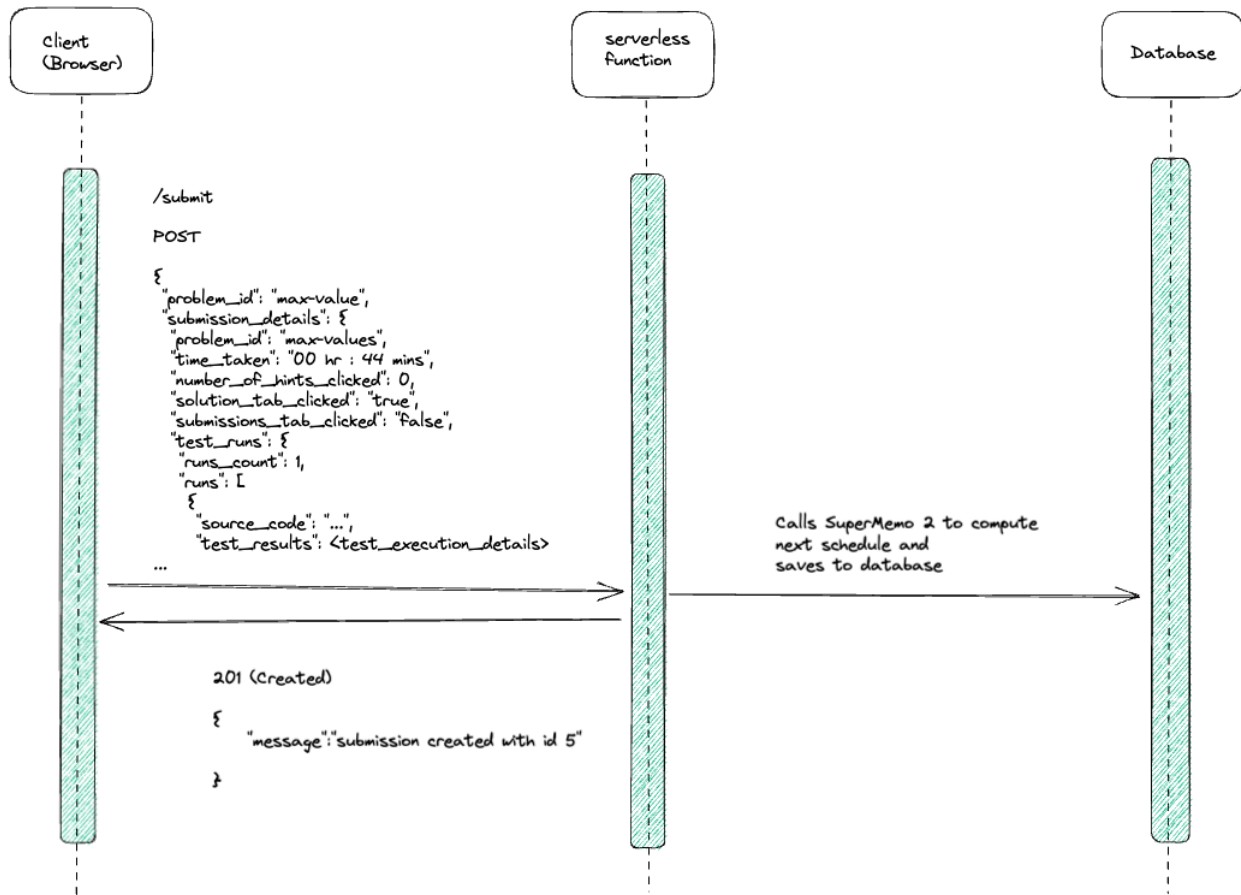 Client
(Browser)
serverless
function
Database
/submit
POST
{
"problem_id": "max-value",
"submission_details": {
"problem_id": "max-values",
"time_taken": "00 hr : 44 mins",
"number_of_hints_clicked": 0,
"solution_tab_clicked": "true",
"submissions_tab_clicked": "false",
"test_runs": {
"runs_count": 1,
"runs": [
{
"source_code": "...",
"test_results": <test_execution_details>
...
Calls SuperMemo 2 to compute
next schedule and
saves to database
201 (Created)
{
"message":"submission created with id 5"
}